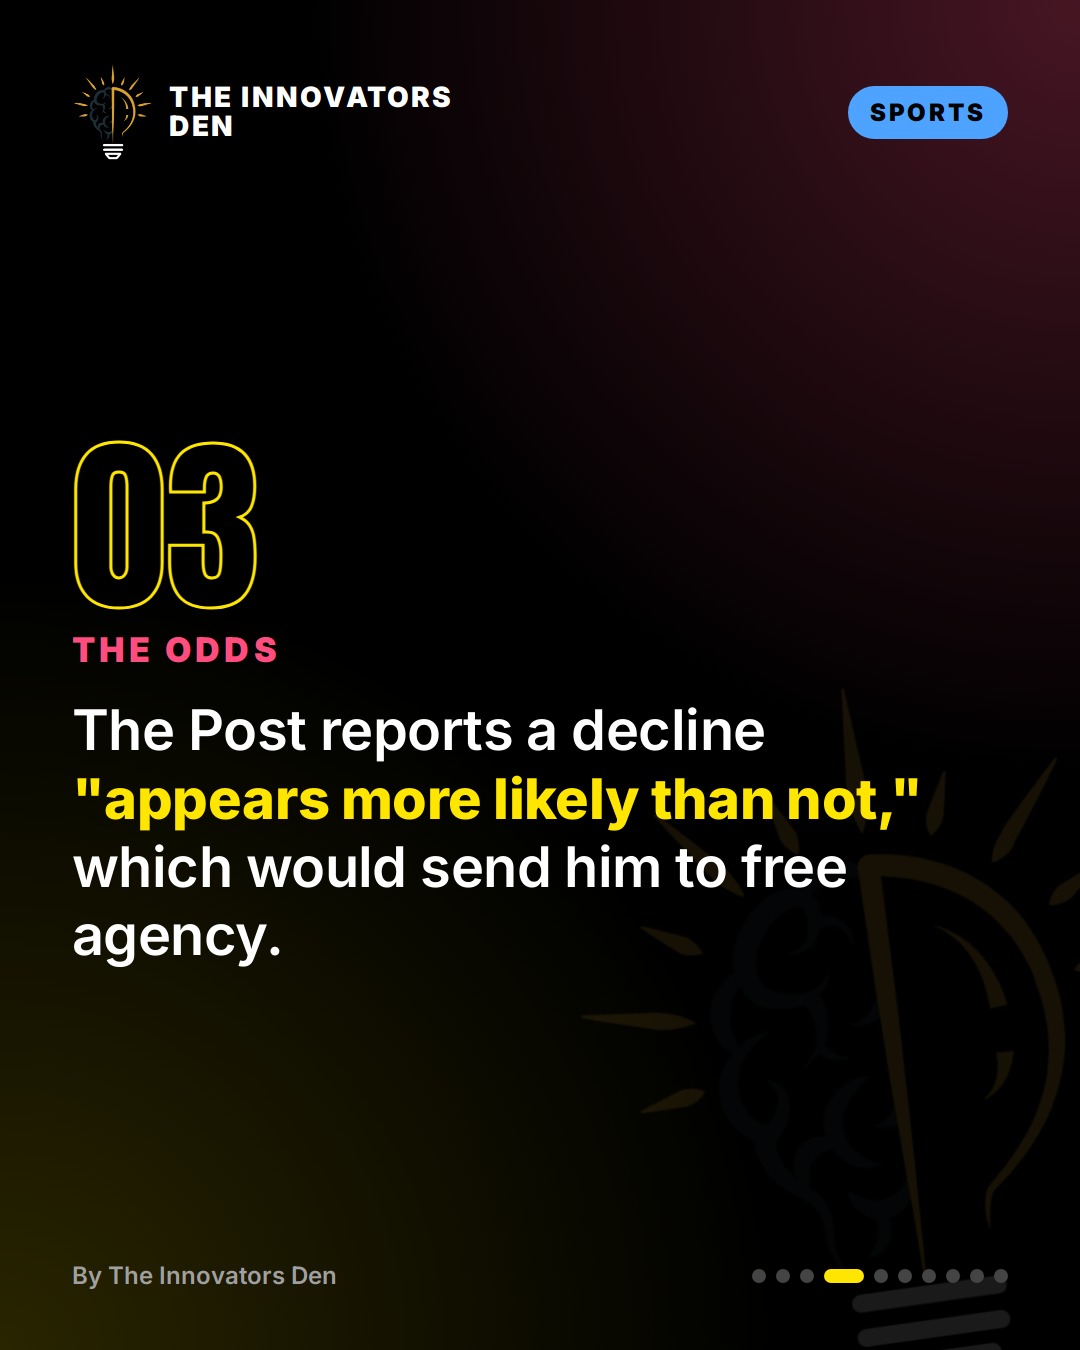 THE INNOVATORS
DEN
SPORTS
03
THE ODDS
The Post reports a decline
"appears more likely than not,"
which would send him to free
agency.
By The Innovators Den